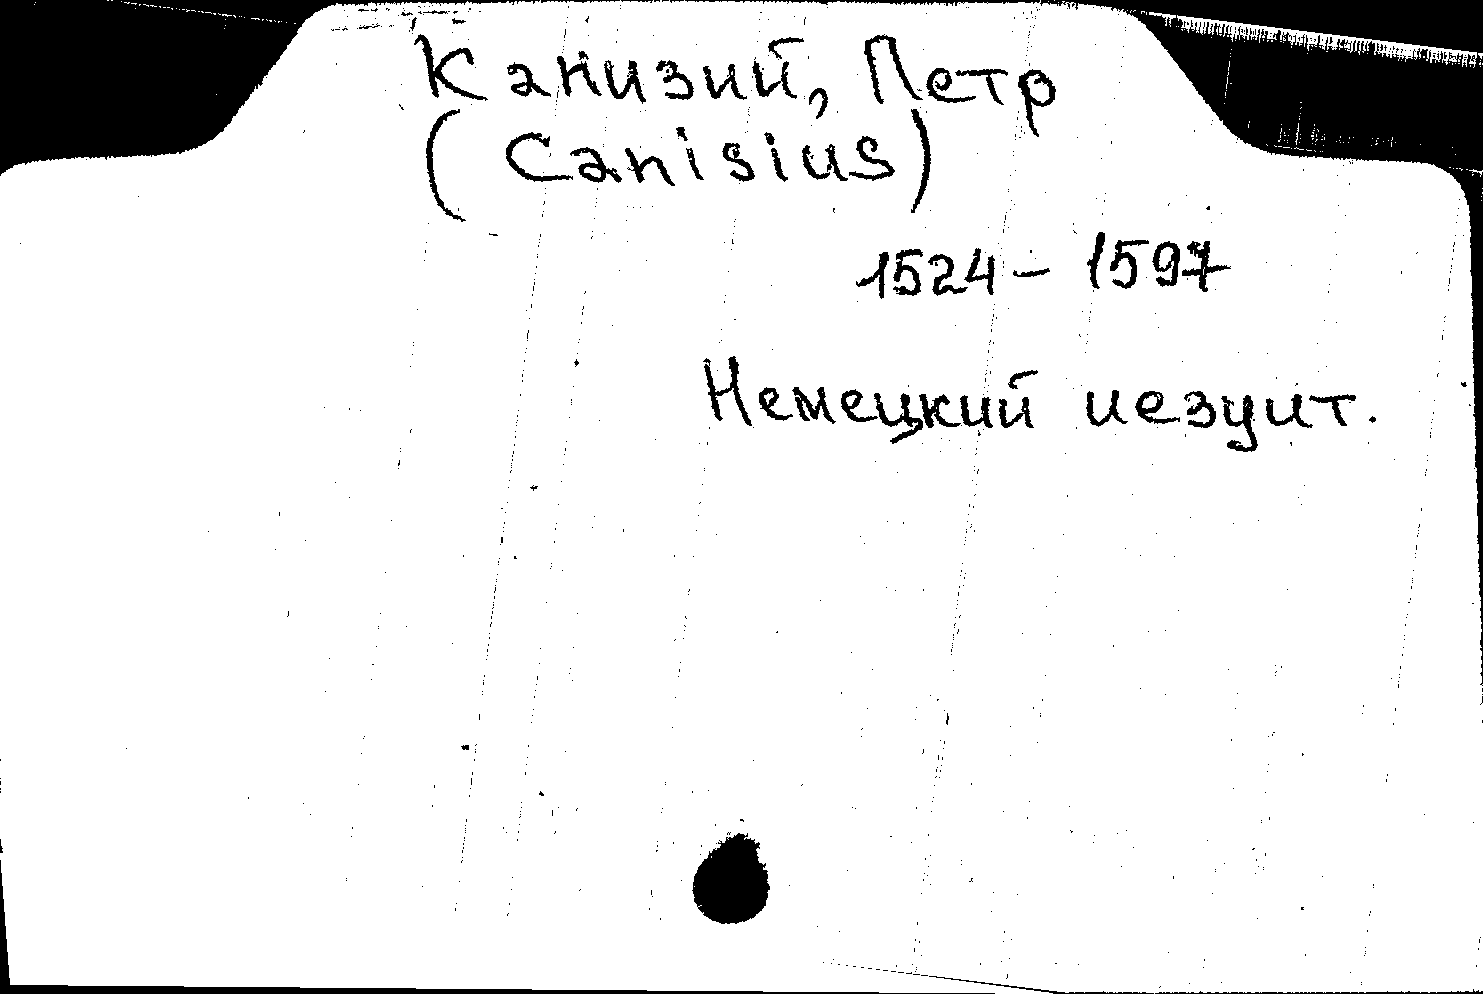 Канизий, Петр
(Canisius)
1524 - 1597
Немецкий иезуит.